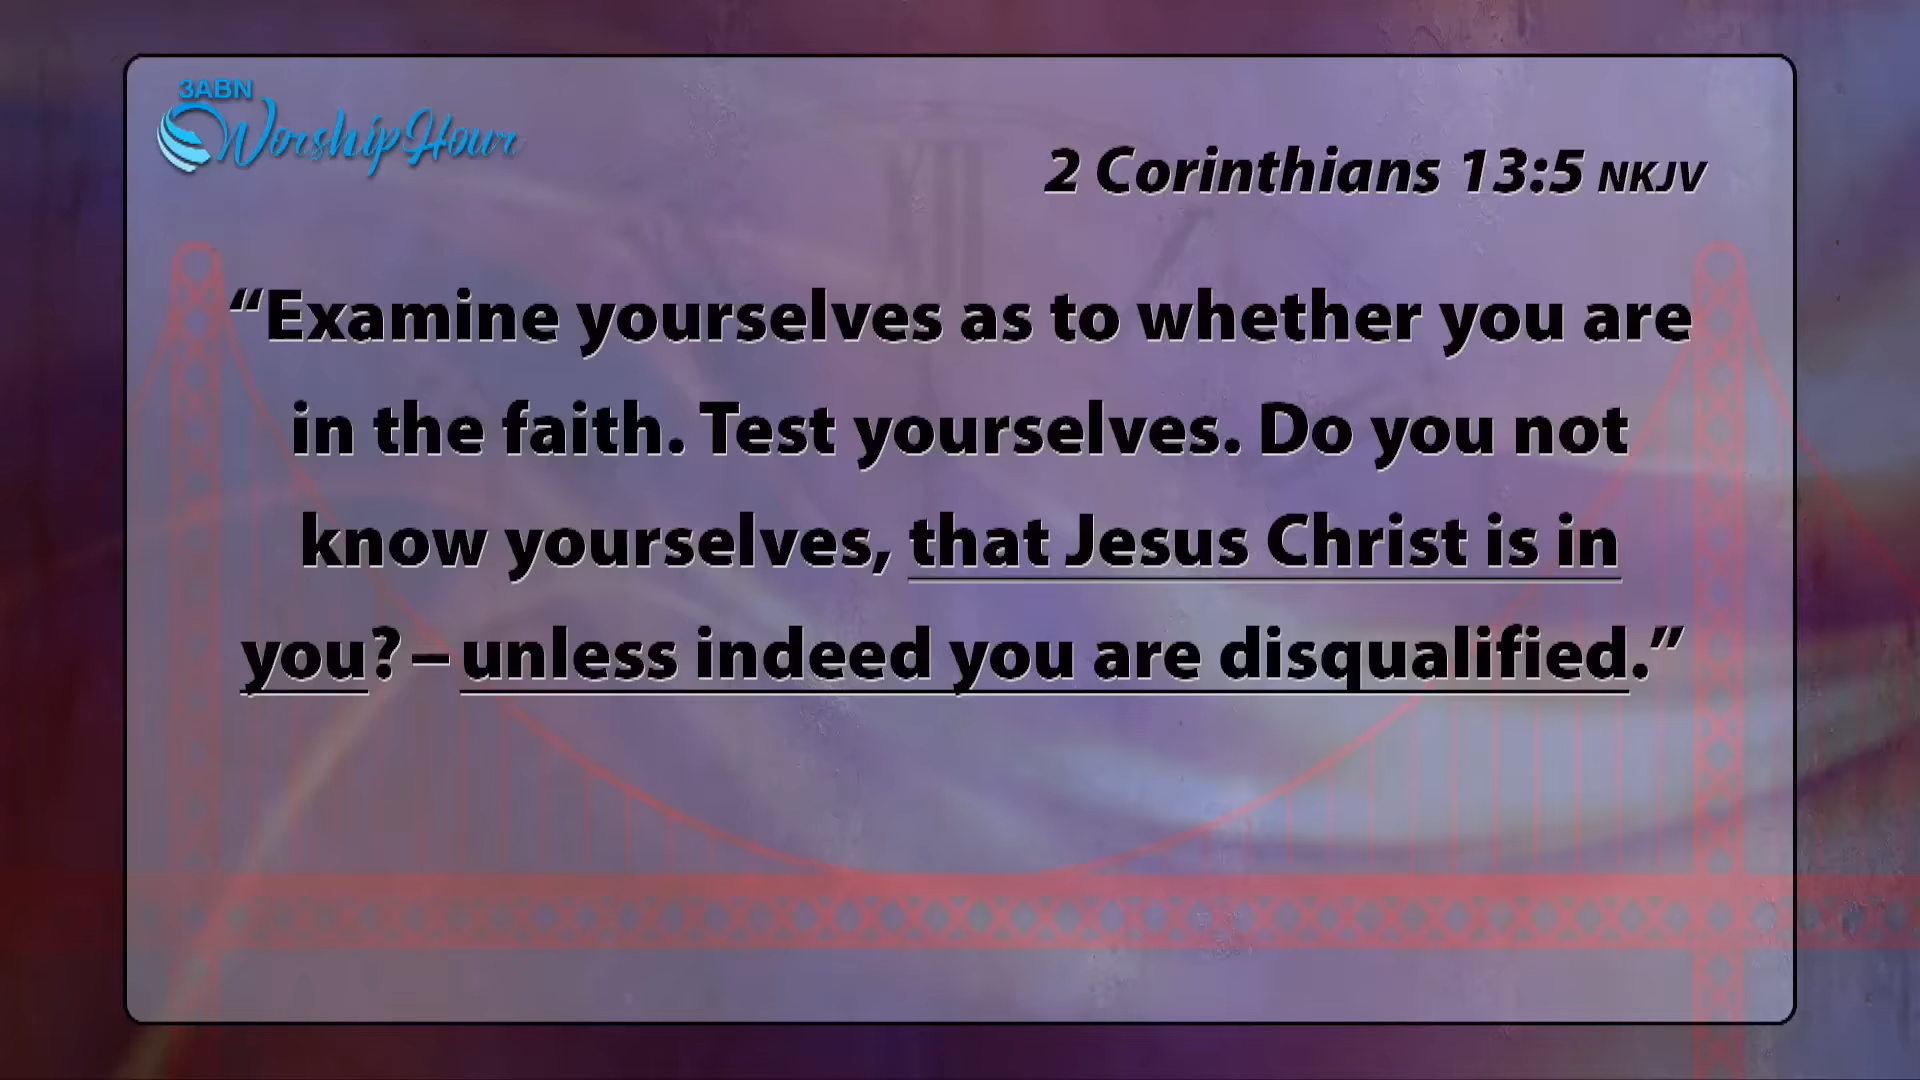 3ABN
Worship Hour
2 Corinthians 13:5 NKJV
“Examine yourselves as to whether you are
in the faith. Test yourselves. Do you not
know yourselves, that Jesus Christ is in
you?–unless indeed you are disqualified.”